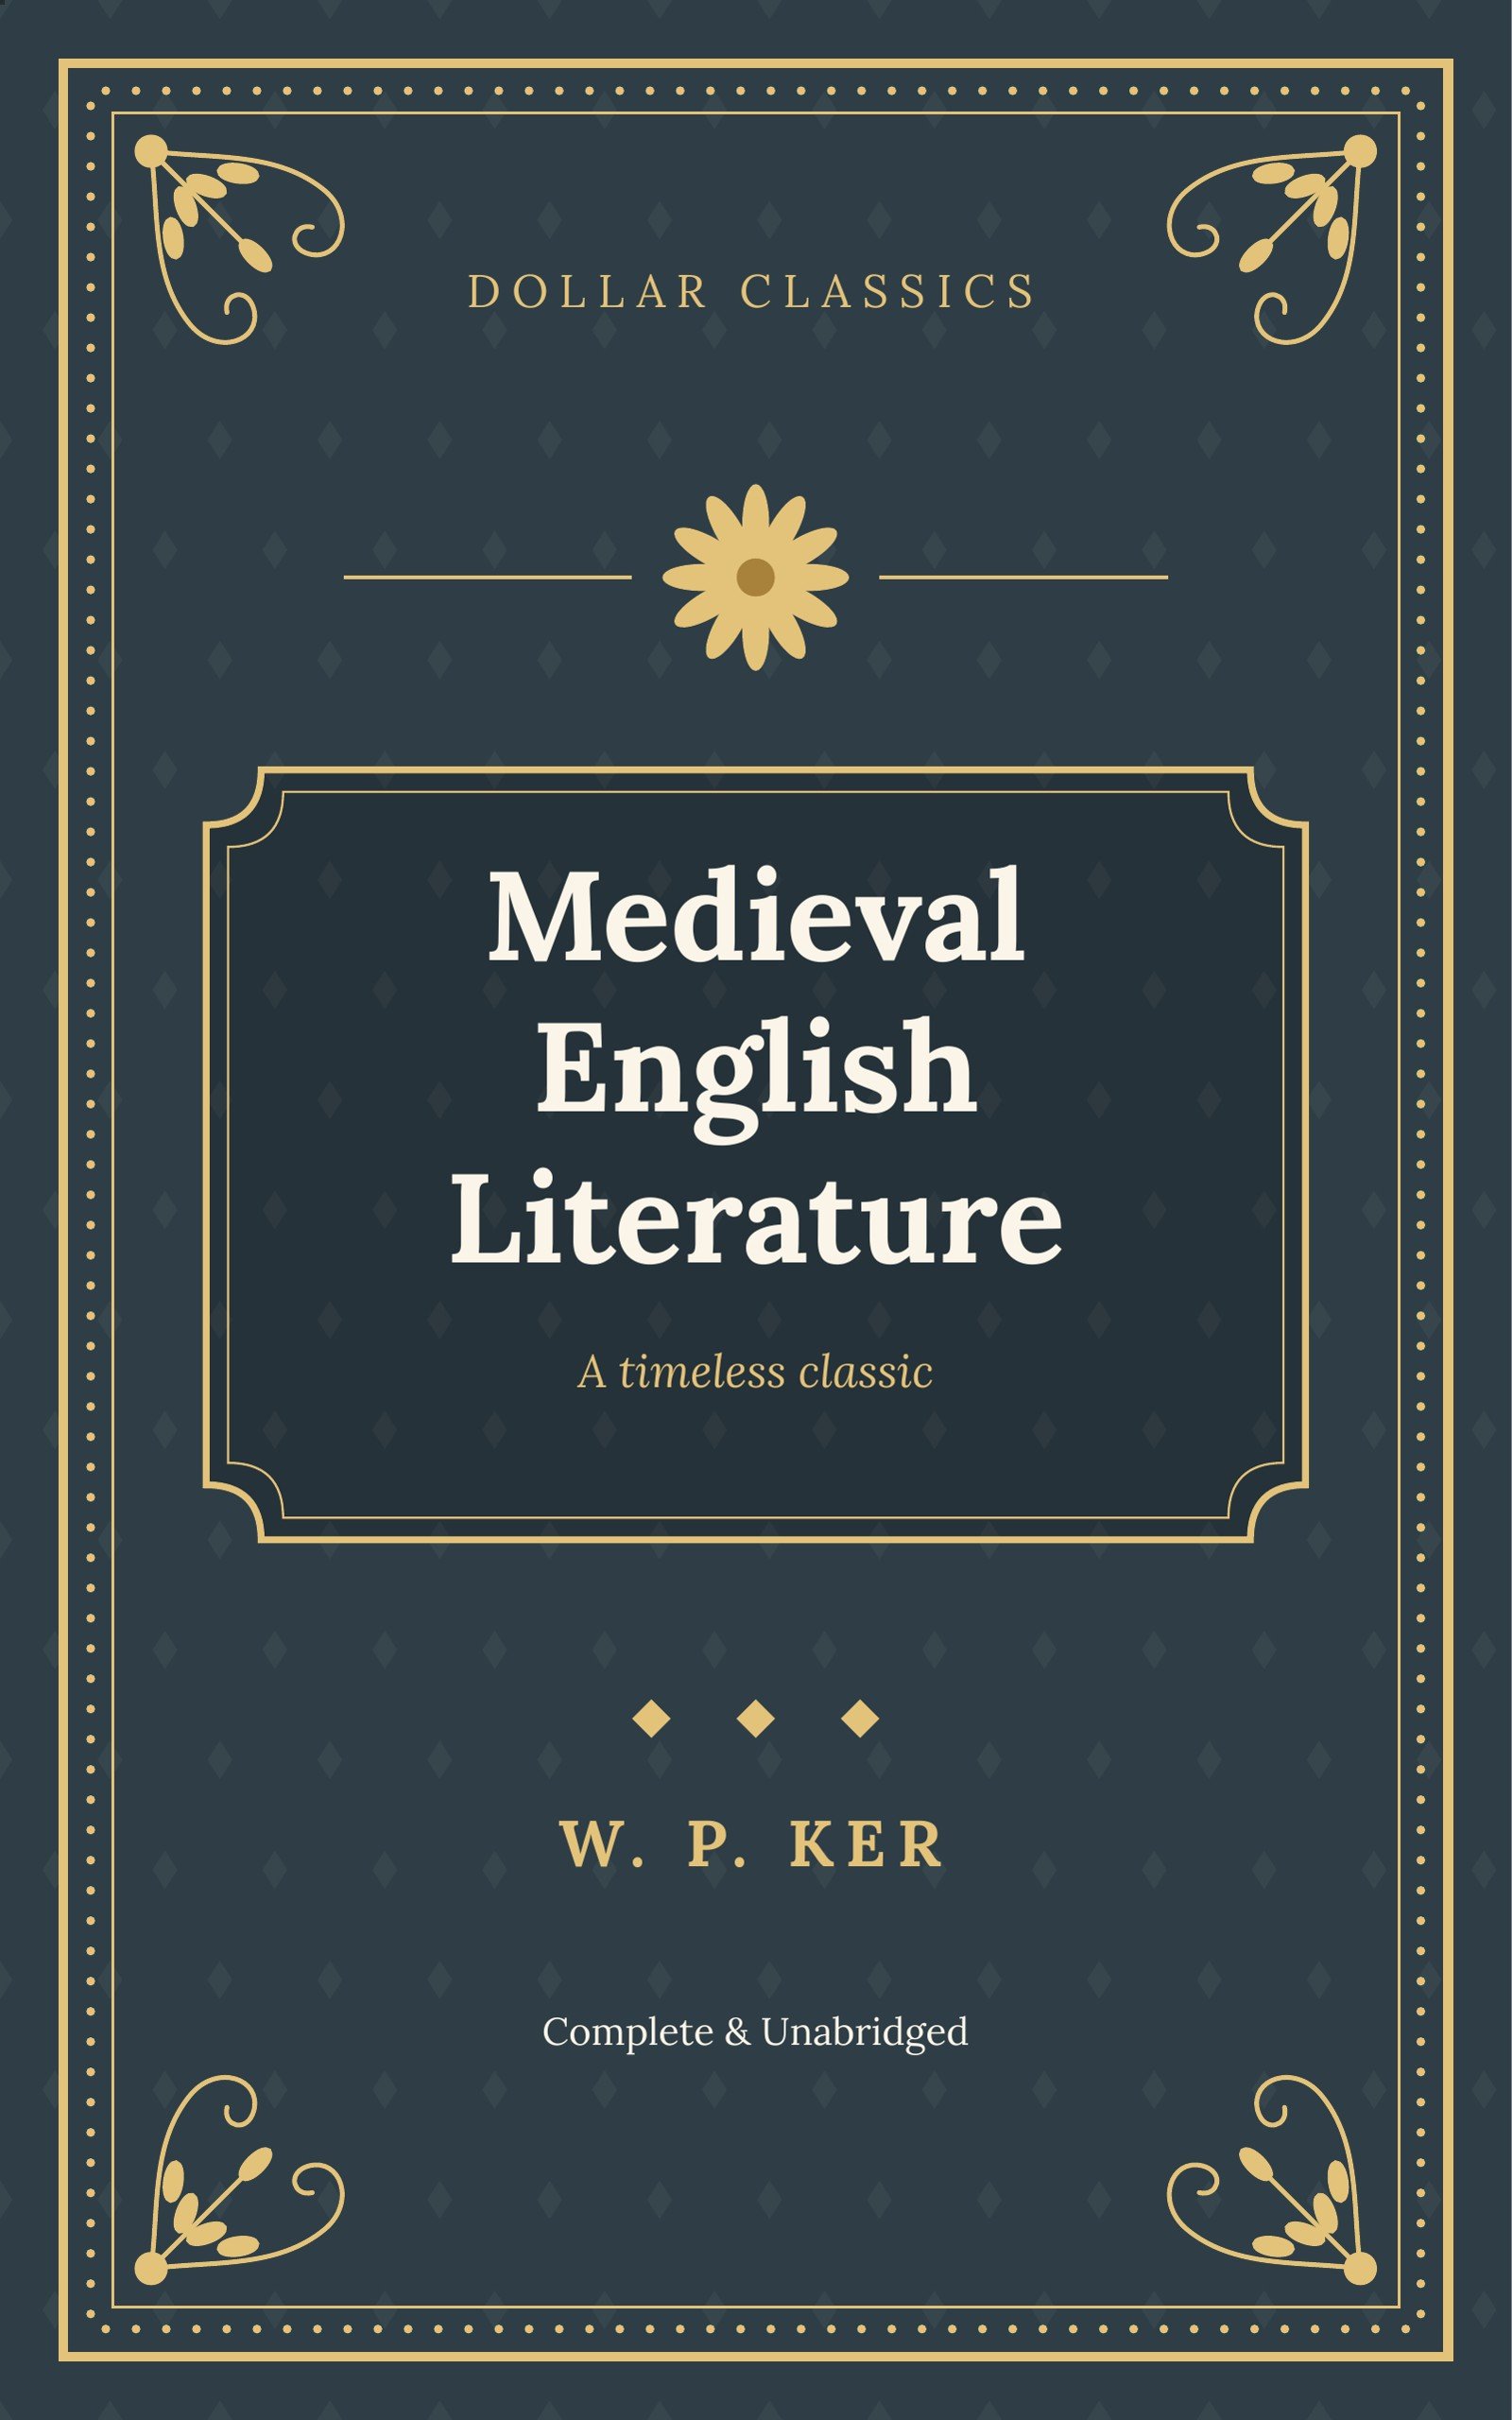 DOLLAR CLASSICS
Medieval
English
Literature
A timeless classic
W. P. KER
Complete & Unabridged